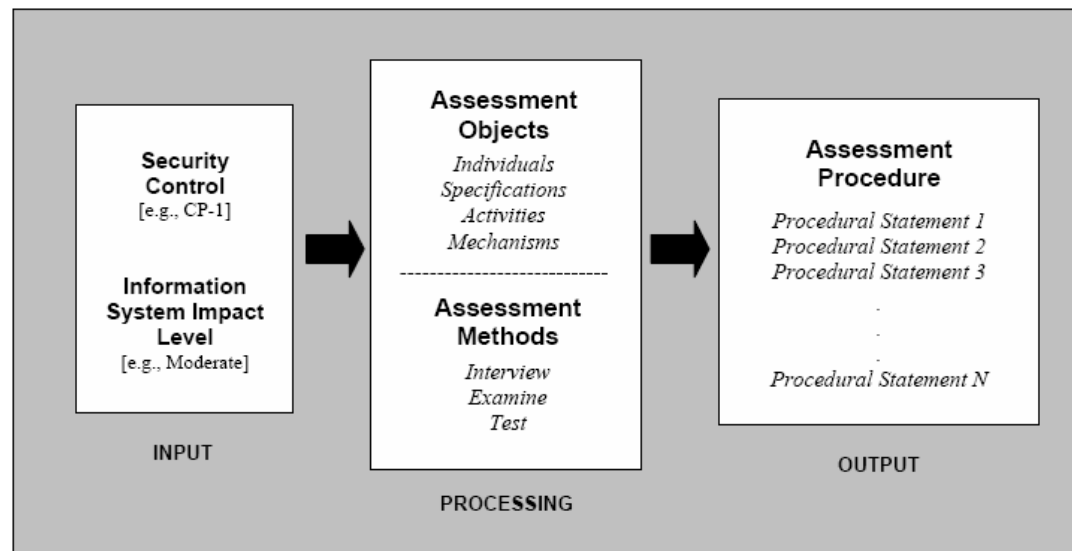 Security
Control
[e.g., CP-1]
Information
System Impact
Level
[e.g., Moderate]
INPUT
Assessment
Objects
Individuals
Specifications
Activities
Mechanisms
Assessment
Methods
Interview
Examine
Test
PROCESSING
Assessment
Procedure
Procedural Statement 1
Procedural Statement 2
Procedural Statement 3
.
.
.
Procedural Statement N
OUTPUT